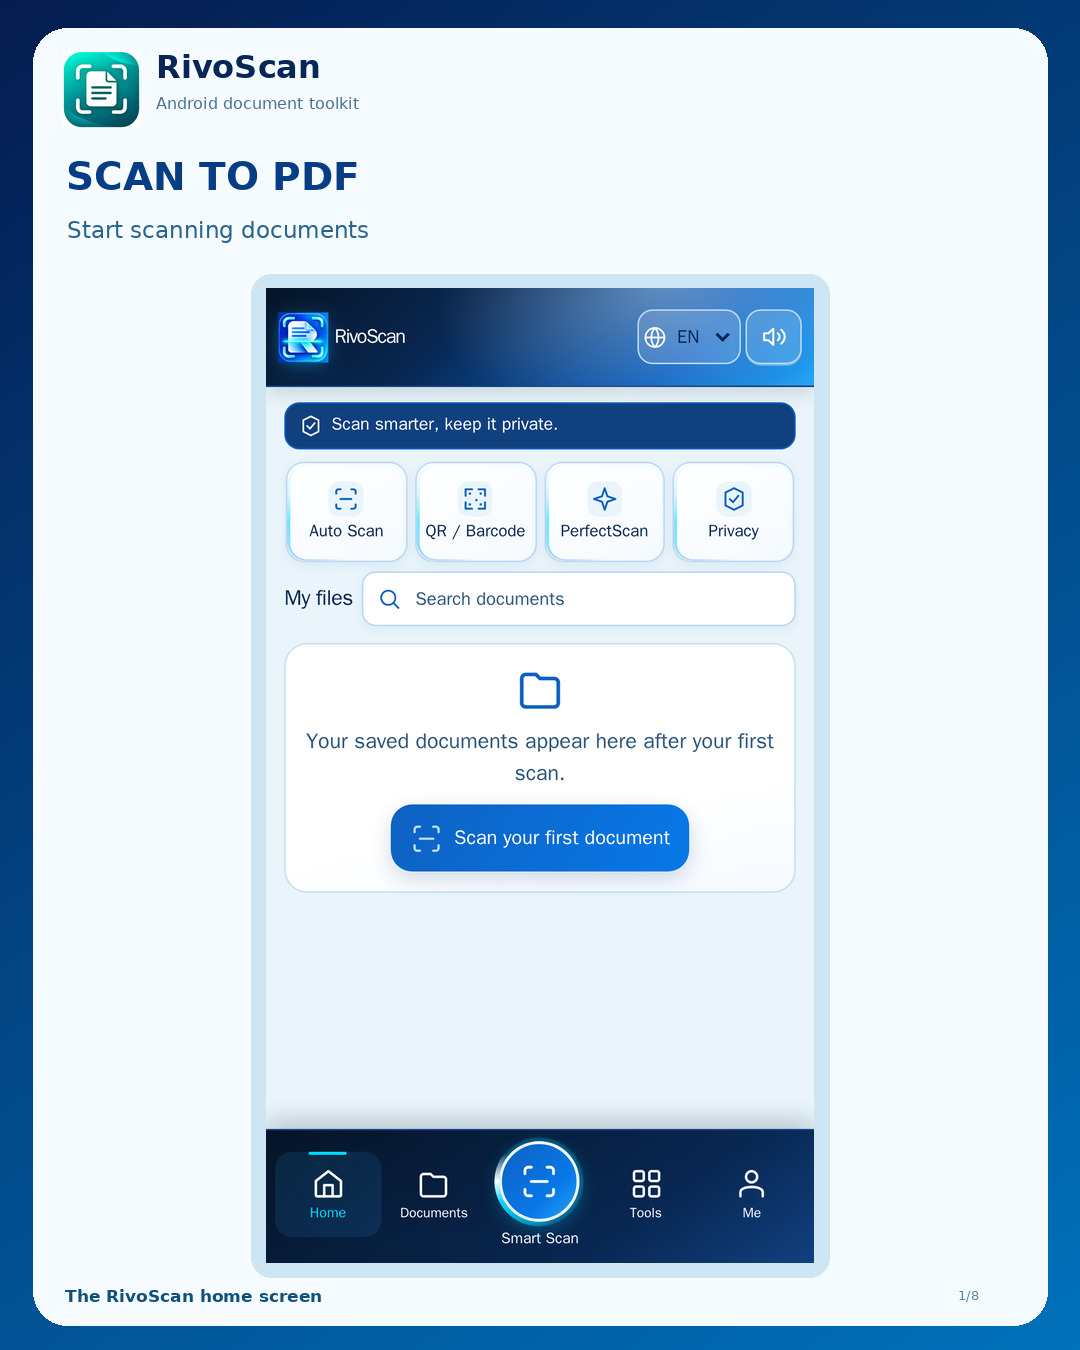 RivoScan
Android document toolkit
SCAN TO PDF
Start scanning documents
RivoScan
EN
Scan smarter, keep it private.
Auto Scan
QR / Barcode
PerfectScan
Privacy
My files
Search documents
Your saved documents appear here after your first
scan.
Scan your first document
Home
Documents
Smart Scan
Tools
Me
The RivoScan home screen
1/8